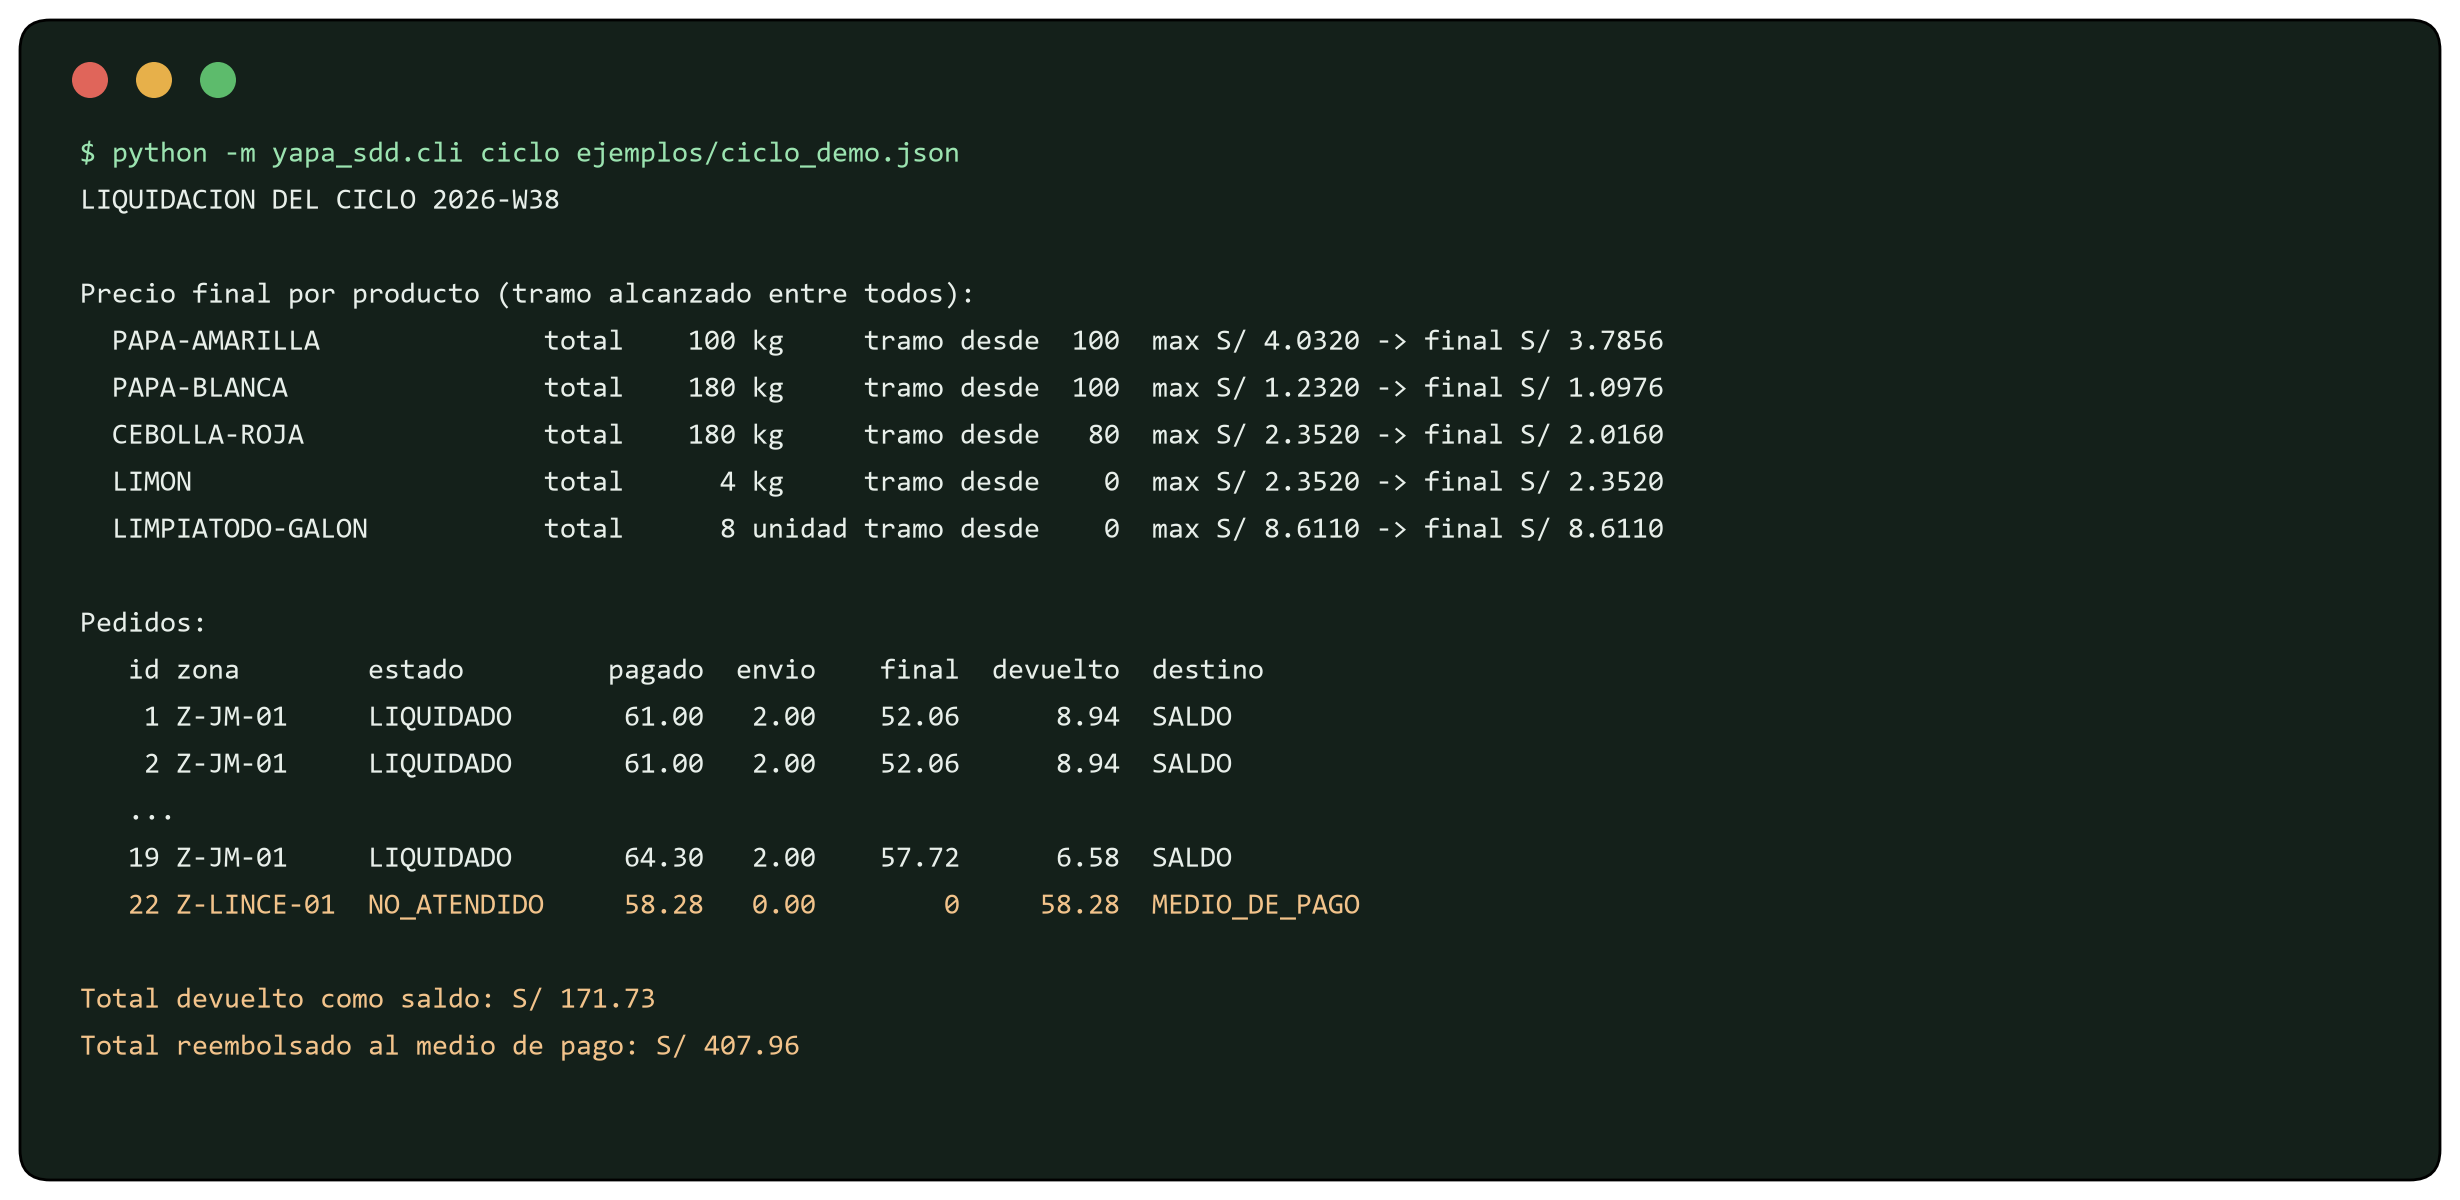 $ python -m yapa_sdd.cli ciclo ejemplos/ciclo_demo.json
LIQUIDACION DEL CICLO 2026-W38
Precio final por producto (tramo alcanzado entre todos):
PAPA-AMARILLA total 100 kg tramo desde 100 max S/ 4.0320 -> final S/ 3.7856
PAPA-BLANCA total 180 kg tramo desde 100 max S/ 1.2320 -> final S/ 1.0976
CEBOLLA-ROJA total 180 kg tramo desde 80 max S/ 2.3520 -> final S/ 2.0160
LIMON total 4 kg tramo desde 0 max S/ 2.3520 -> final S/ 2.3520
LIMPIATODO-GALON total 8 unidad tramo desde 0 max S/ 8.6110 -> final S/ 8.6110
Pedidos:
id zona estado pagado envio final devuelto destino
1 Z-JM-01 LIQUIDADO 61.00 2.00 52.06 8.94 SALDO
2 Z-JM-01 LIQUIDADO 61.00 2.00 52.06 8.94 SALDO
...
19 Z-JM-01 LIQUIDADO 64.30 2.00 57.72 6.58 SALDO
22 Z-LINCE-01 NO_ATENDIDO 58.28 0.00 0 58.28 MEDIO_DE_PAGO
Total devuelto como saldo: S/ 171.73
Total reembolsado al medio de pago: S/ 407.96